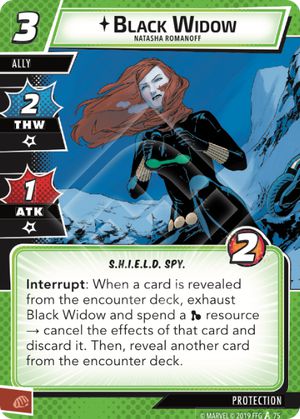 3
BLACK WIDOW
NATASHA ROMANOFF
ALLY
2
THW
1
ATK
2
S.H.I.E.L.D. SPY.
Interrupt: When a card is revealed
from the encounter deck, exhaust
Black Widow and spend a resource
→ cancel the effects of that card and
discard it. Then, reveal another card
from the encounter deck.
PROTECTION
© MARVEL © 2019 FFG A 75